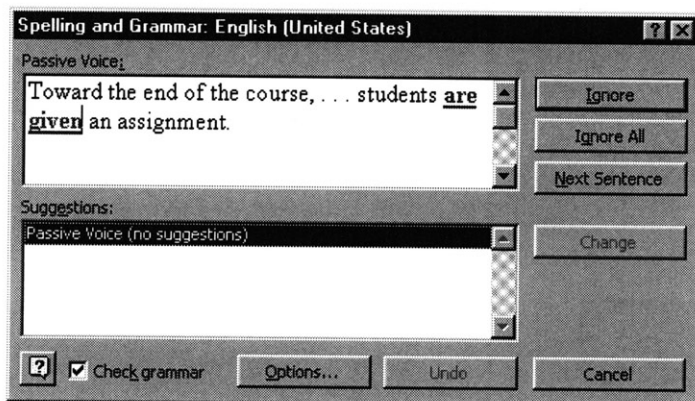 Spelling and Grammar: English (United States)
Passive Voice:
Toward the end of the course, . . . students are
given an assignment.
Ignore
Ignore All
Next Sentence
Suggestions:
Passive Voice (no suggestions)
Change
Check grammar
Options...
Undo
Cancel